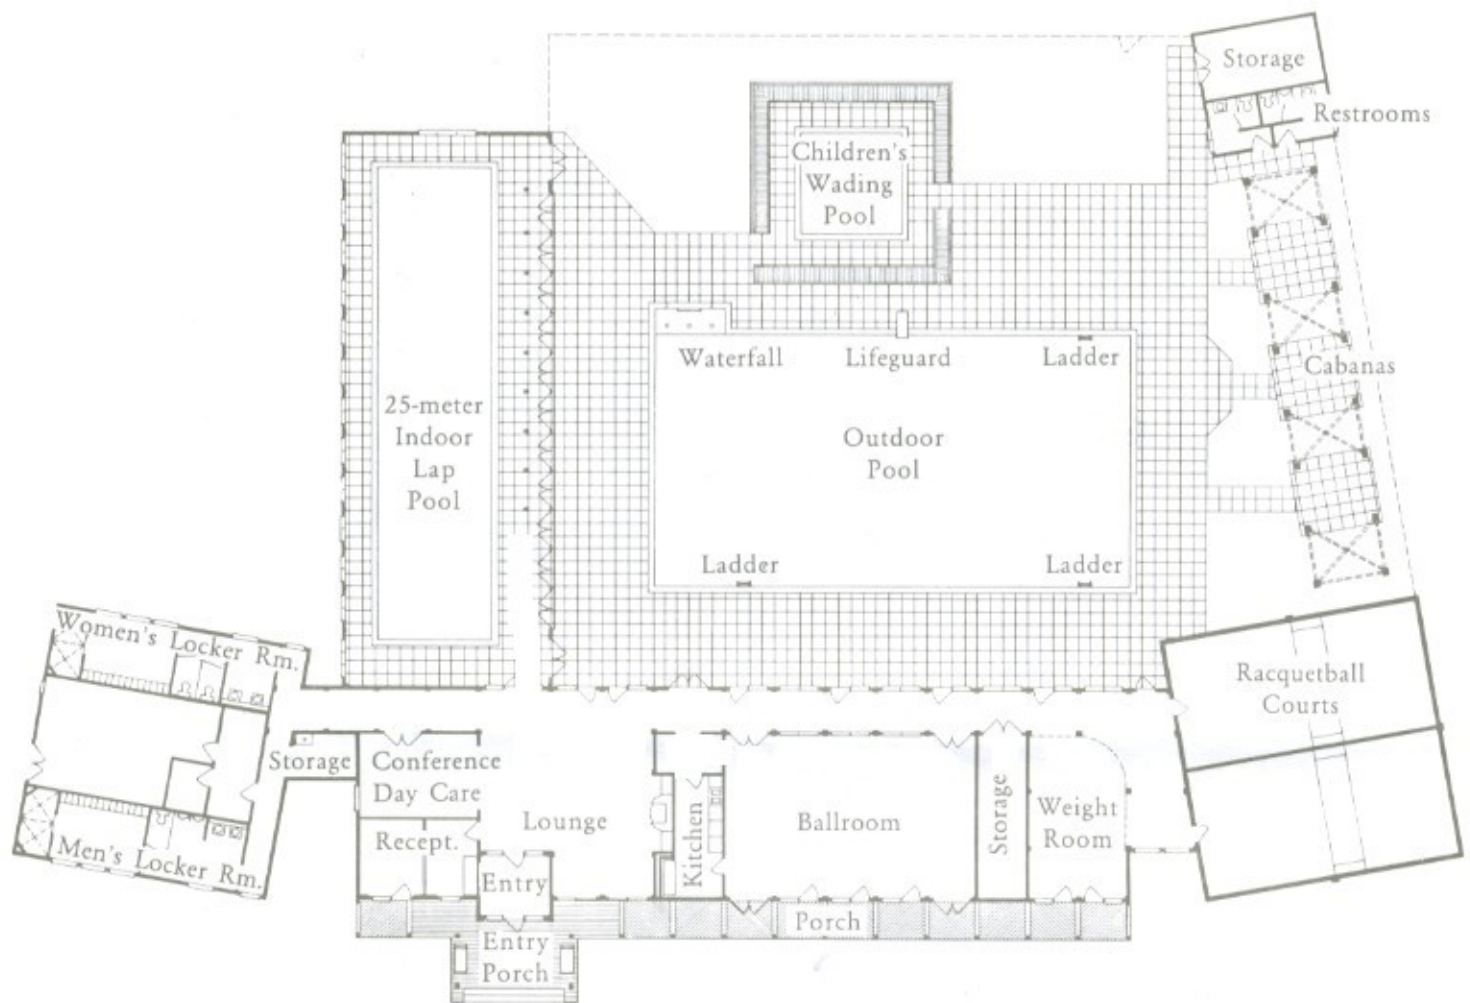 Storage
Restrooms
Children's
Wading
Pool
Waterfall
Lifeguard
Ladder
Cabanas
25-meter
Indoor
Lap
Pool
Outdoor
Pool
Ladder
Ladder
Women's Locker Rm.
Racquetball
Courts
Storage
Conference
Day Care
Lounge
Kitchen
Ballroom
Storage
Weight
Room
Recept.
Men's Locker Rm.
Entry
Porch
Entry
Porch